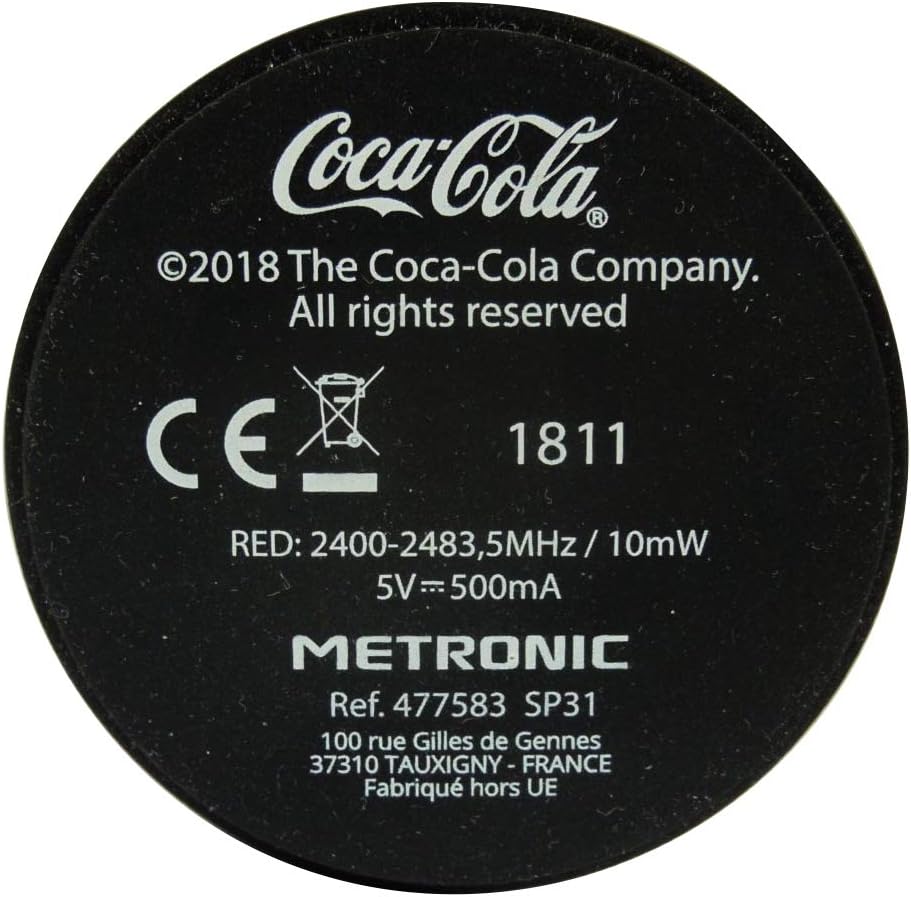 Coca-Cola®
©2018 The Coca-Cola Company.
All rights reserved
CE
1811
RED: 2400-2483,5MHz / 10mW
5V⎓500mA
METRONIC
Ref. 477583 SP31
100 rue Gilles de Gennes
37310 TAUXIGNY - FRANCE
Fabriqué hors UE